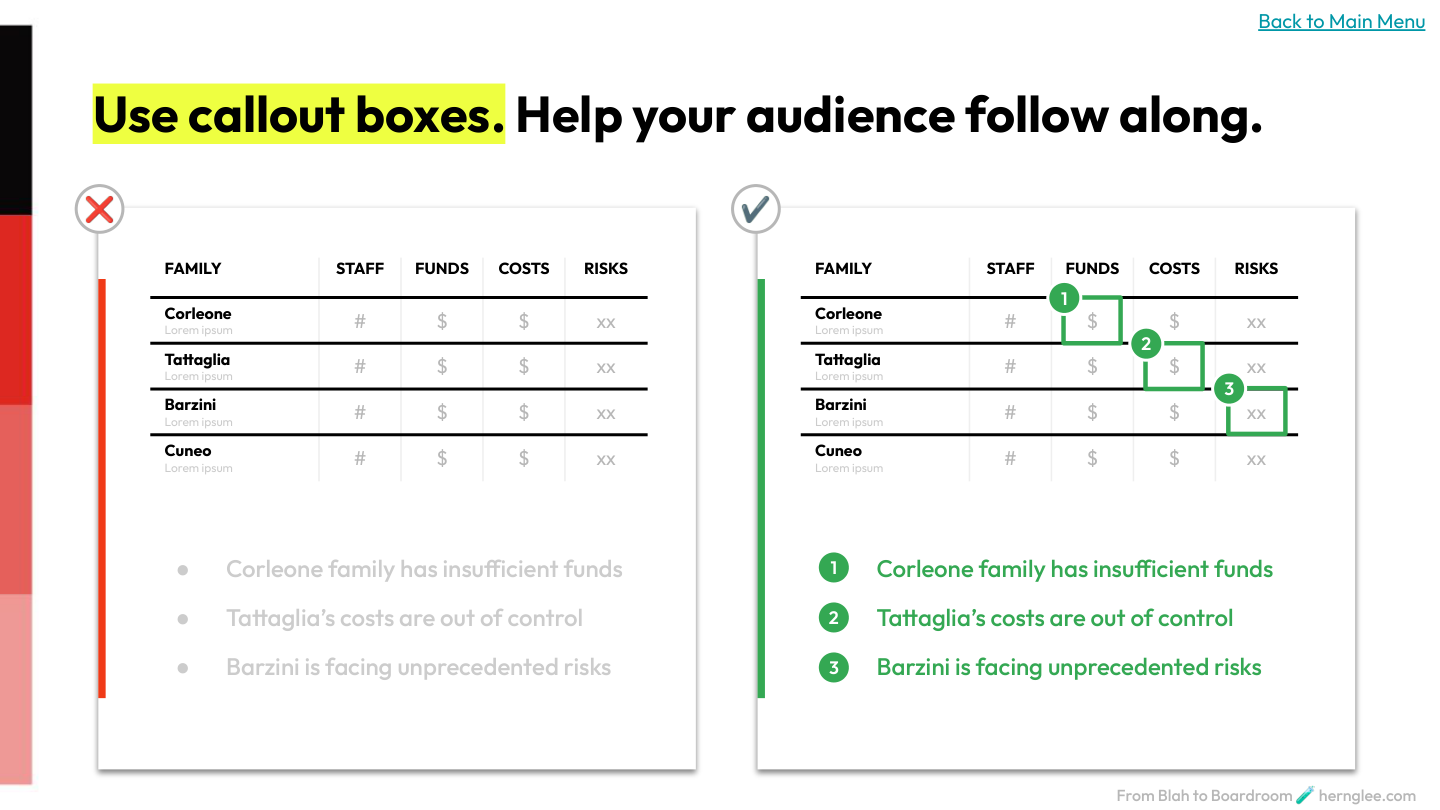 Back to Main Menu
Use callout boxes. Help your audience follow along.
FAMILY STAFF FUNDS COSTS RISKS
Corleone # $ $ xx
Lorem ipsum
Tattaglia # $ $ xx
Lorem ipsum
Barzini # $ $ xx
Lorem ipsum
Cuneo # $ $ xx
Lorem ipsum
● Corleone family has insufficient funds
● Tattaglia’s costs are out of control
● Barzini is facing unprecedented risks
FAMILY STAFF FUNDS COSTS RISKS
1
Corleone # $ $ xx
Lorem ipsum
2
Tattaglia # $ $ xx
Lorem ipsum
3
Barzini # $ $ xx
Lorem ipsum
Cuneo # $ $ xx
Lorem ipsum
1 Corleone family has insufficient funds
2 Tattaglia’s costs are out of control
3 Barzini is facing unprecedented risks
From Blah to Boardroom 🧪 hernglee.com